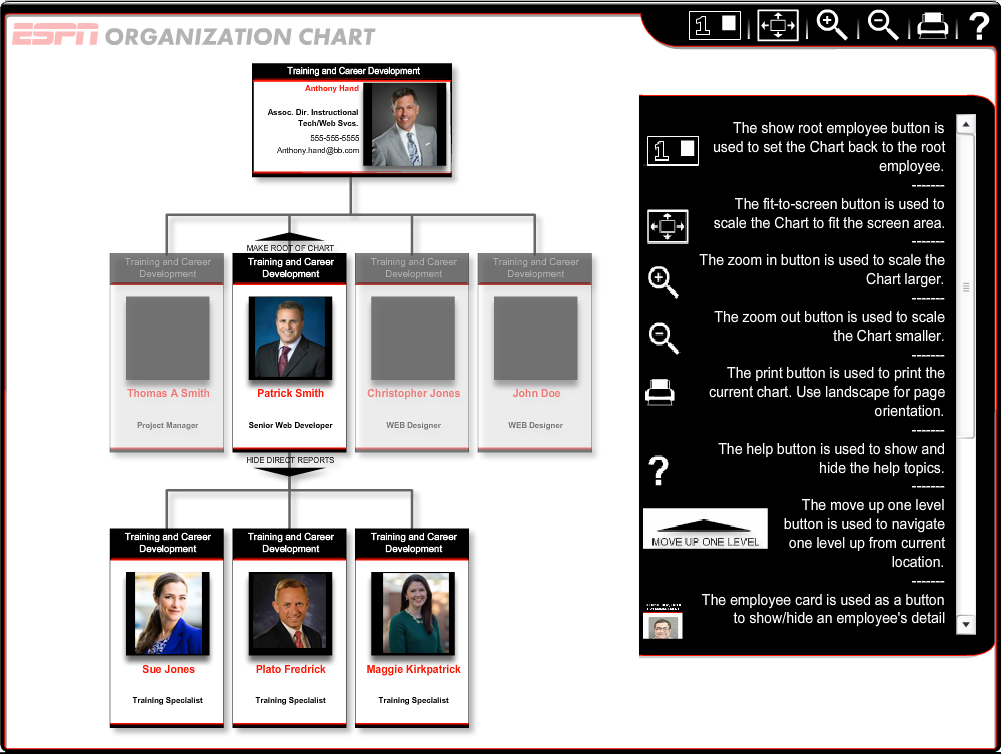 ESPN ORGANIZATION CHART
1
?
Training and Career Development
Anthony Hand
Assoc. Dir. Instructional
Tech/Web Svcs.
555-555-5555
Anthony.hand@bb.com
MAKE ROOT OF CHART
Training and Career
Development
Thomas A Smith
Project Manager
Training and Career
Development
Patrick Smith
Senior Web Developer
Training and Career
Development
Christopher Jones
WEB Designer
Training and Career
Development
John Doe
WEB Designer
HIDE DIRECT REPORTS
Training and Career
Development
Sue Jones
Training Specialist
Training and Career
Development
Plato Fredrick
Training Specialist
Training and Career
Development
Maggie Kirkpatrick
Training Specialist
1
The show root employee button is
used to set the Chart back to the root
employee.
-------
The fit-to-screen button is used to
scale the Chart to fit the screen area.
-------
The zoom in button is used to scale the
Chart larger.
-------
The zoom out button is used to scale
the Chart smaller.
-------
The print button is used to print the
current chart. Use landscape for page
orientation.
-------
?
The help button is used to show and
hide the help topics.
-------
MOVE UP ONE LEVEL
The move up one level
button is used to navigate
one level up from current
location.
-------
The employee card is used as a button
to show/hide an employee's detail